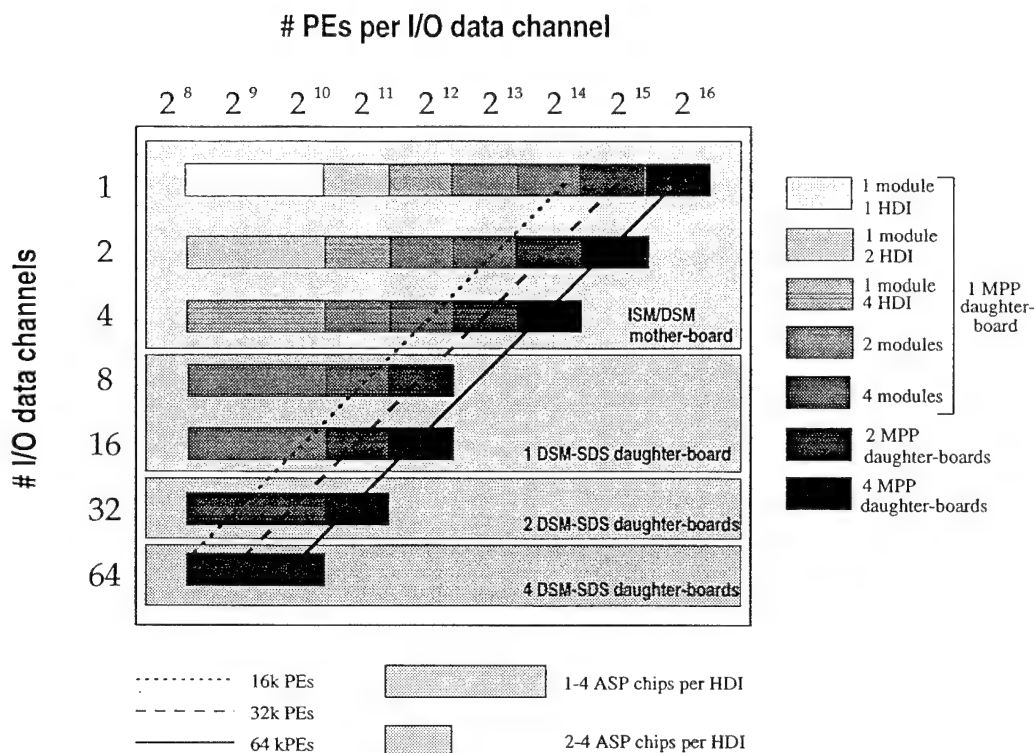 # PEs per I/O data channel
2^8 2^9 2^10 2^11 2^12 2^13 2^14 2^15 2^16
# I/O data channels
1
2
4
8
16
32
64
ISM/DSM
mother-board
1 DSM-SDS daughter-board
2 DSM-SDS daughter-boards
4 DSM-SDS daughter-boards
1 module
1 HDI
1 module
2 HDI
1 module
4 HDI
2 modules
4 modules
1 MPP
daughter-
board
2 MPP
daughter-boards
4 MPP
daughter-boards
16k PEs
32k PEs
64 kPEs
1-4 ASP chips per HDI
2-4 ASP chips per HDI